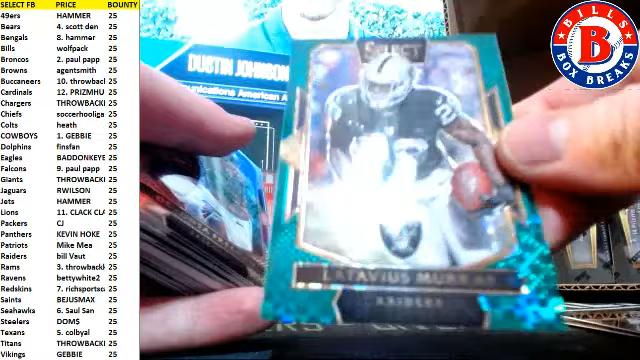 SELECT FB PRICE BOUNTY
49ers HAMMER 25
Bears 4. scott den 25
Bengals 8. hammer 25
Bills wolfpack 25
Broncos 2. paul papp 25
Browns agentsmith 25
Buccaneers 10. throwbacl 25
Cardinals 12. PRIZMHU 25
Chargers THROWBACKI 25
Chiefs soccerhooliga 25
Colts heath 25
COWBOYS 1. GEBBIE 25
Dolphins finsfan 25
Eagles BADDONKEYE 25
Falcons 9. paul papp 25
Giants THROWBACKI 25
Jaguars RWILSON 25
Jets HAMMER 25
Lions 11. CLACK CLA 25
Packers CJ 25
Panthers KEVIN HOKE 25
Patriots Mike Mea 25
Raiders bill Vaut 25
Rams 3. throwback 25
Ravens bettywhite2 25
Redskins 7. richsportsc 25
Saints BEJUSMAX 25
Seahawks 6. Saul San 25
Steelers DOM$ 25
Texans 5. colbyal 25
Titans THROWBACKI 25
Vikings GEBBIE 25
DUSTIN JOHNSON
SELECT
LATAVIUS MURRAY
RAIDERS
BILLS
B
BOX BREAKS